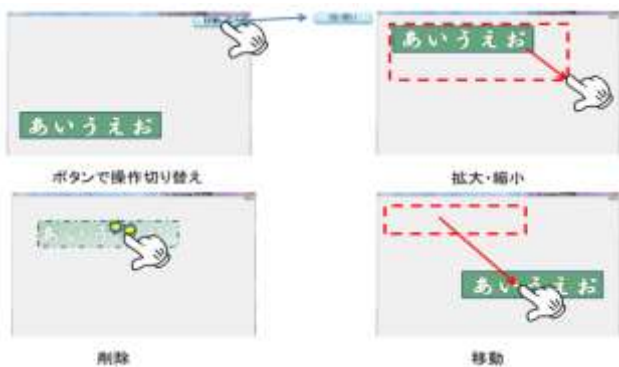 あいうえお
ボタンで操作切り替え
あいうえお
拡大・縮小
削除
あいうえお
移動